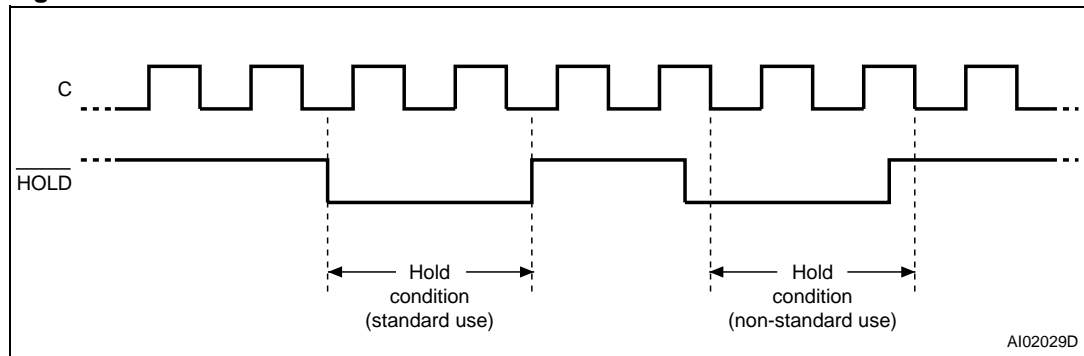 C
HOLD
Hold
condition
(standard use)
Hold
condition
(non-standard use)
AI02029D